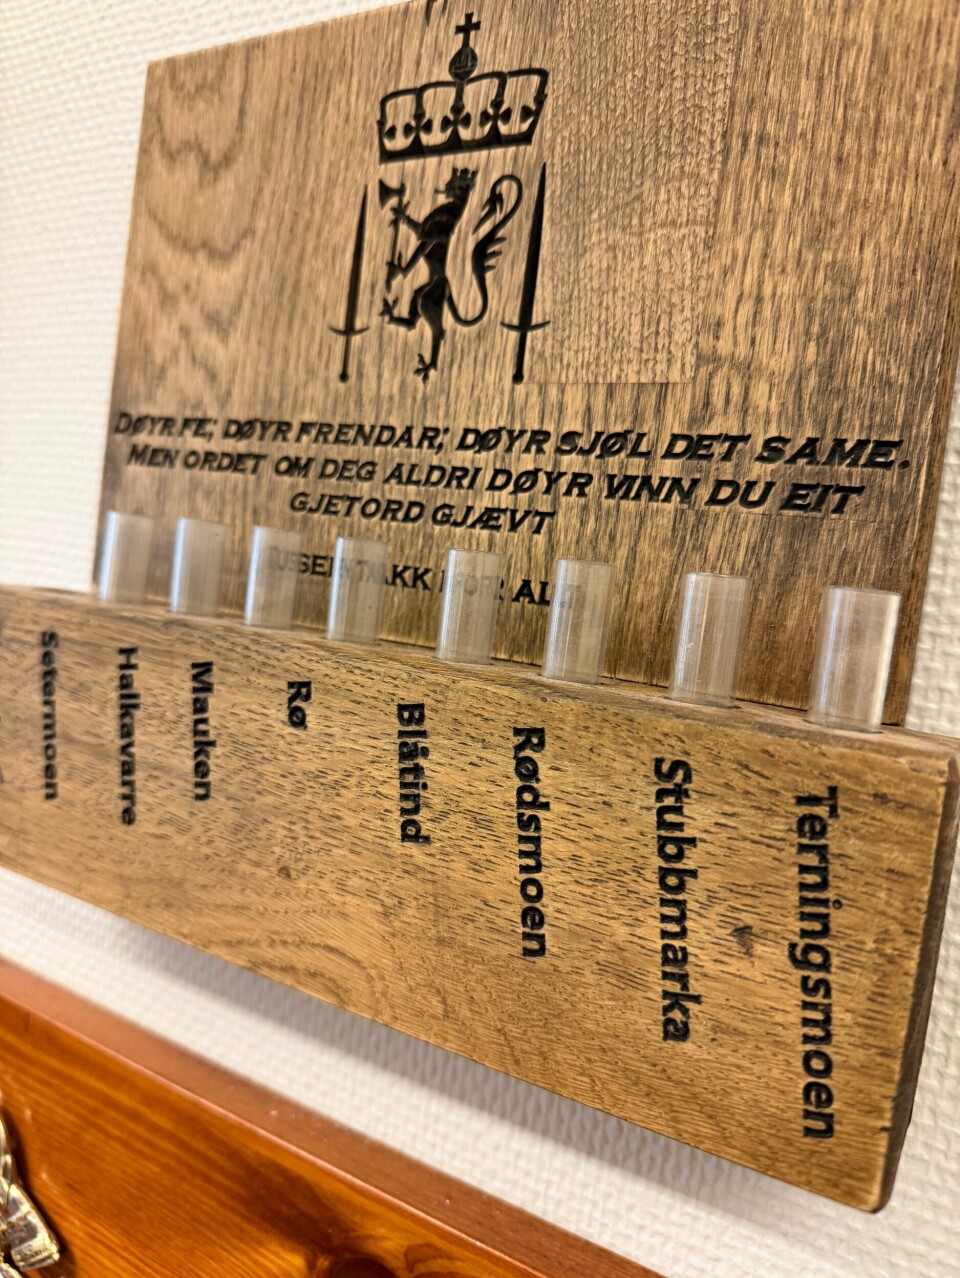 DØYR FE; DØYR FRENDAR; DØYR SJØL DET SAME.
MEN ORDET OM DEG ALDRI DØYR VINN DU EIT
GJETORD GJÆVT
Setermoen
Halkavarre
Mauken
Rø
Blåtind
Rødsmoen
Stubbmarka
Terningsmoen